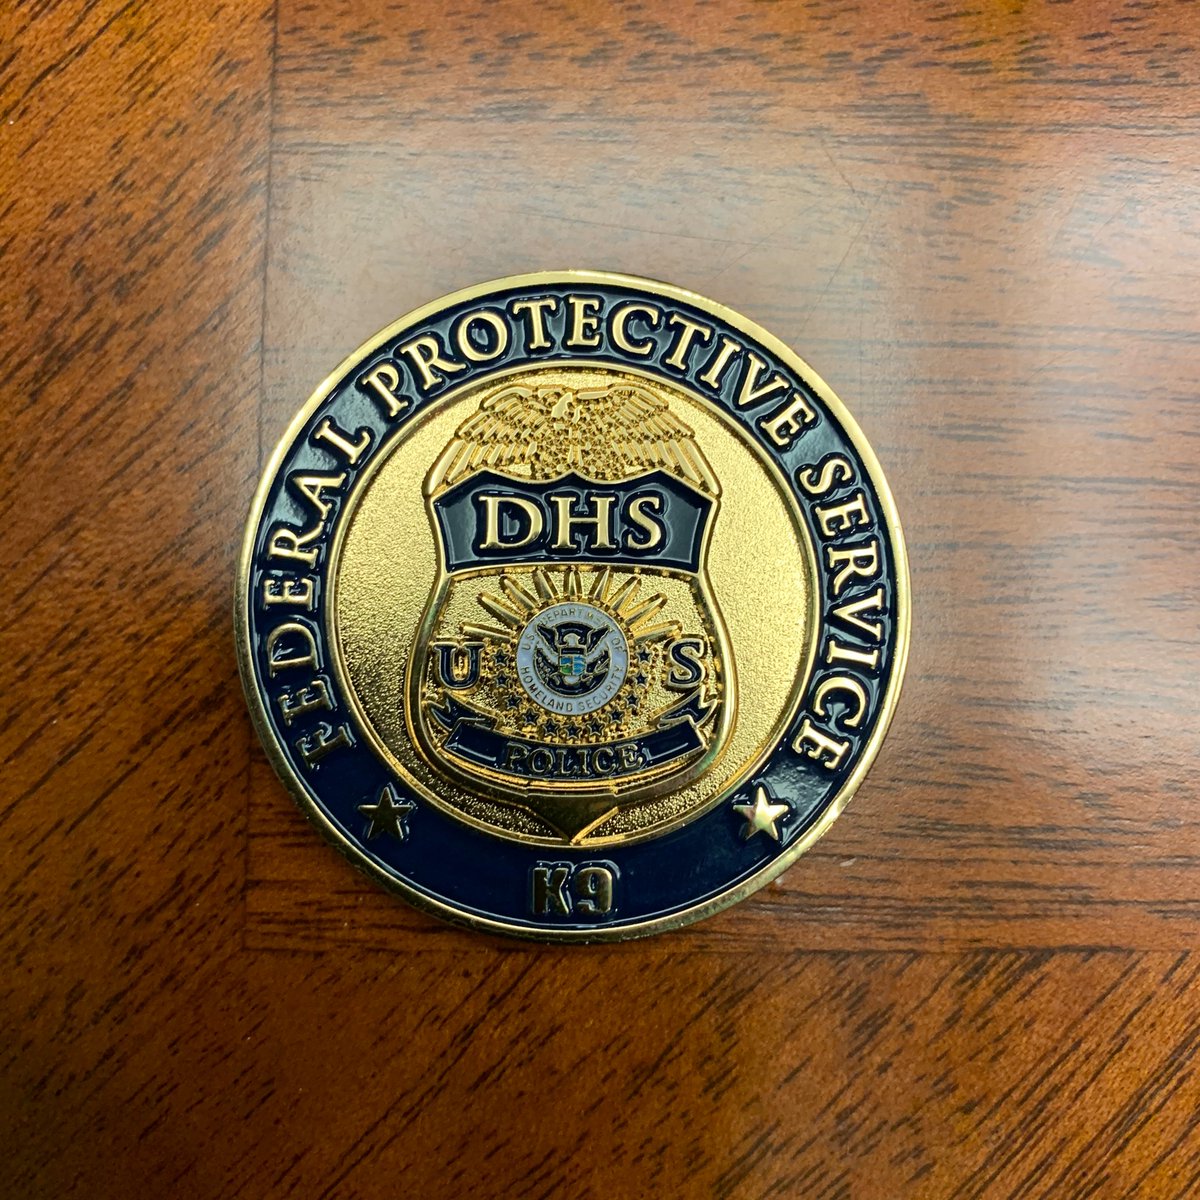 FEDERAL PROTECTIVE SERVICE
DHS
U S
U.S. DEPARTMENT OF
HOMELAND SECURITY
POLICE
K9